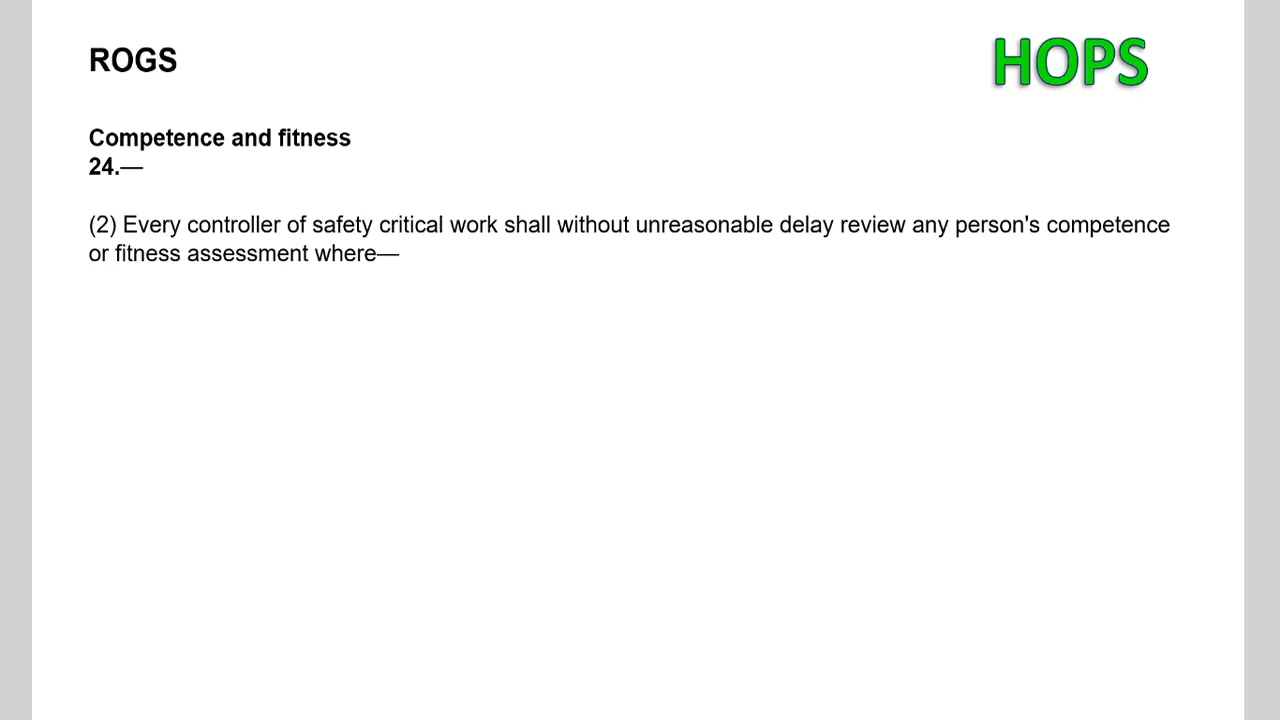 ROGS
HOPS
Competence and fitness
24.—
(2) Every controller of safety critical work shall without unreasonable delay review any person's competence
or fitness assessment where—